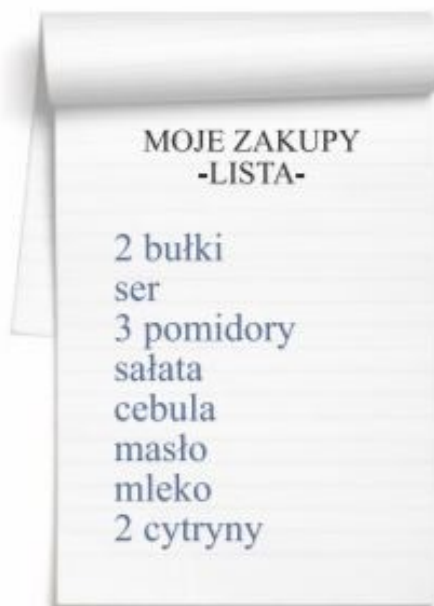 MOJE ZAKUPY
-LISTA-
2 bułki
ser
3 pomidory
sałata
cebula
masło
mleko
2 cytryny